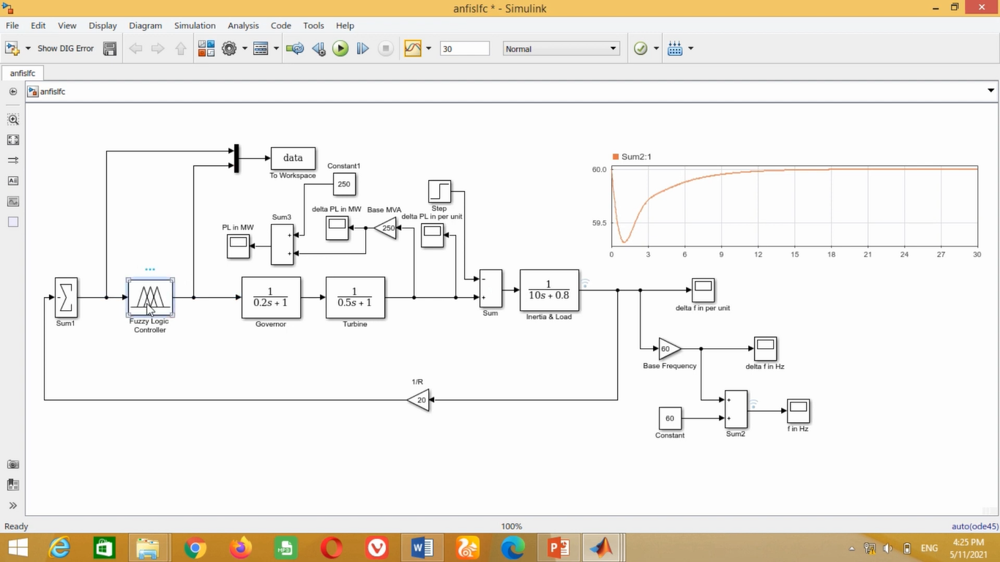 anfislfc * - Simulink
File Edit View Display Diagram Simulation Analysis Code Tools Help
Show DIG Error
30
Normal
anfislfc
anfislfc
data
To Workspace
Constant1
250
Sum3
delta PL in MW
Base MVA
250
Step
delta PL in per unit
PL in MW
+
+
Sum2:1
60.0
59.5
0 3 6 9 12 15 18 21 24 27 30
-
Sum1
Fuzzy Logic
Controller
1
0.2s + 1
Governor
1
0.5s + 1
Turbine
-
+
Sum
1
10s + 0.8
Inertia & Load
delta f in per unit
60
Base Frequency
delta f in Hz
1/R
20
60
Constant
+
+
Sum2
f in Hz
Ready
100%
auto(ode45)
MP3
ENG
4:25 PM
5/11/2021